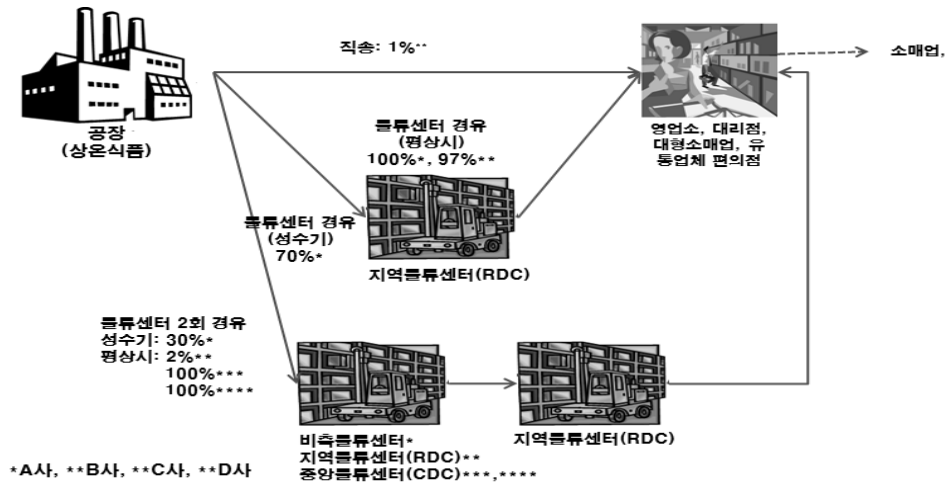 직송: 1%**
소매업,
공장
(상온식품)
영업소, 대리점,
대형소매업, 유
통업체 편의점
물류센터 경유
(평상시)
100%*, 97%**
물류센터 경유
(성수기)
70%*
지역물류센터(RDC)
물류센터 2회 경유
성수기: 30%*
평상시: 2%**
100%***
100%****
비축물류센터*
지역물류센터(RDC)**
중앙물류센터(CDC)***,****
지역물류센터(RDC)
*A사, **B사, **C사, **D사